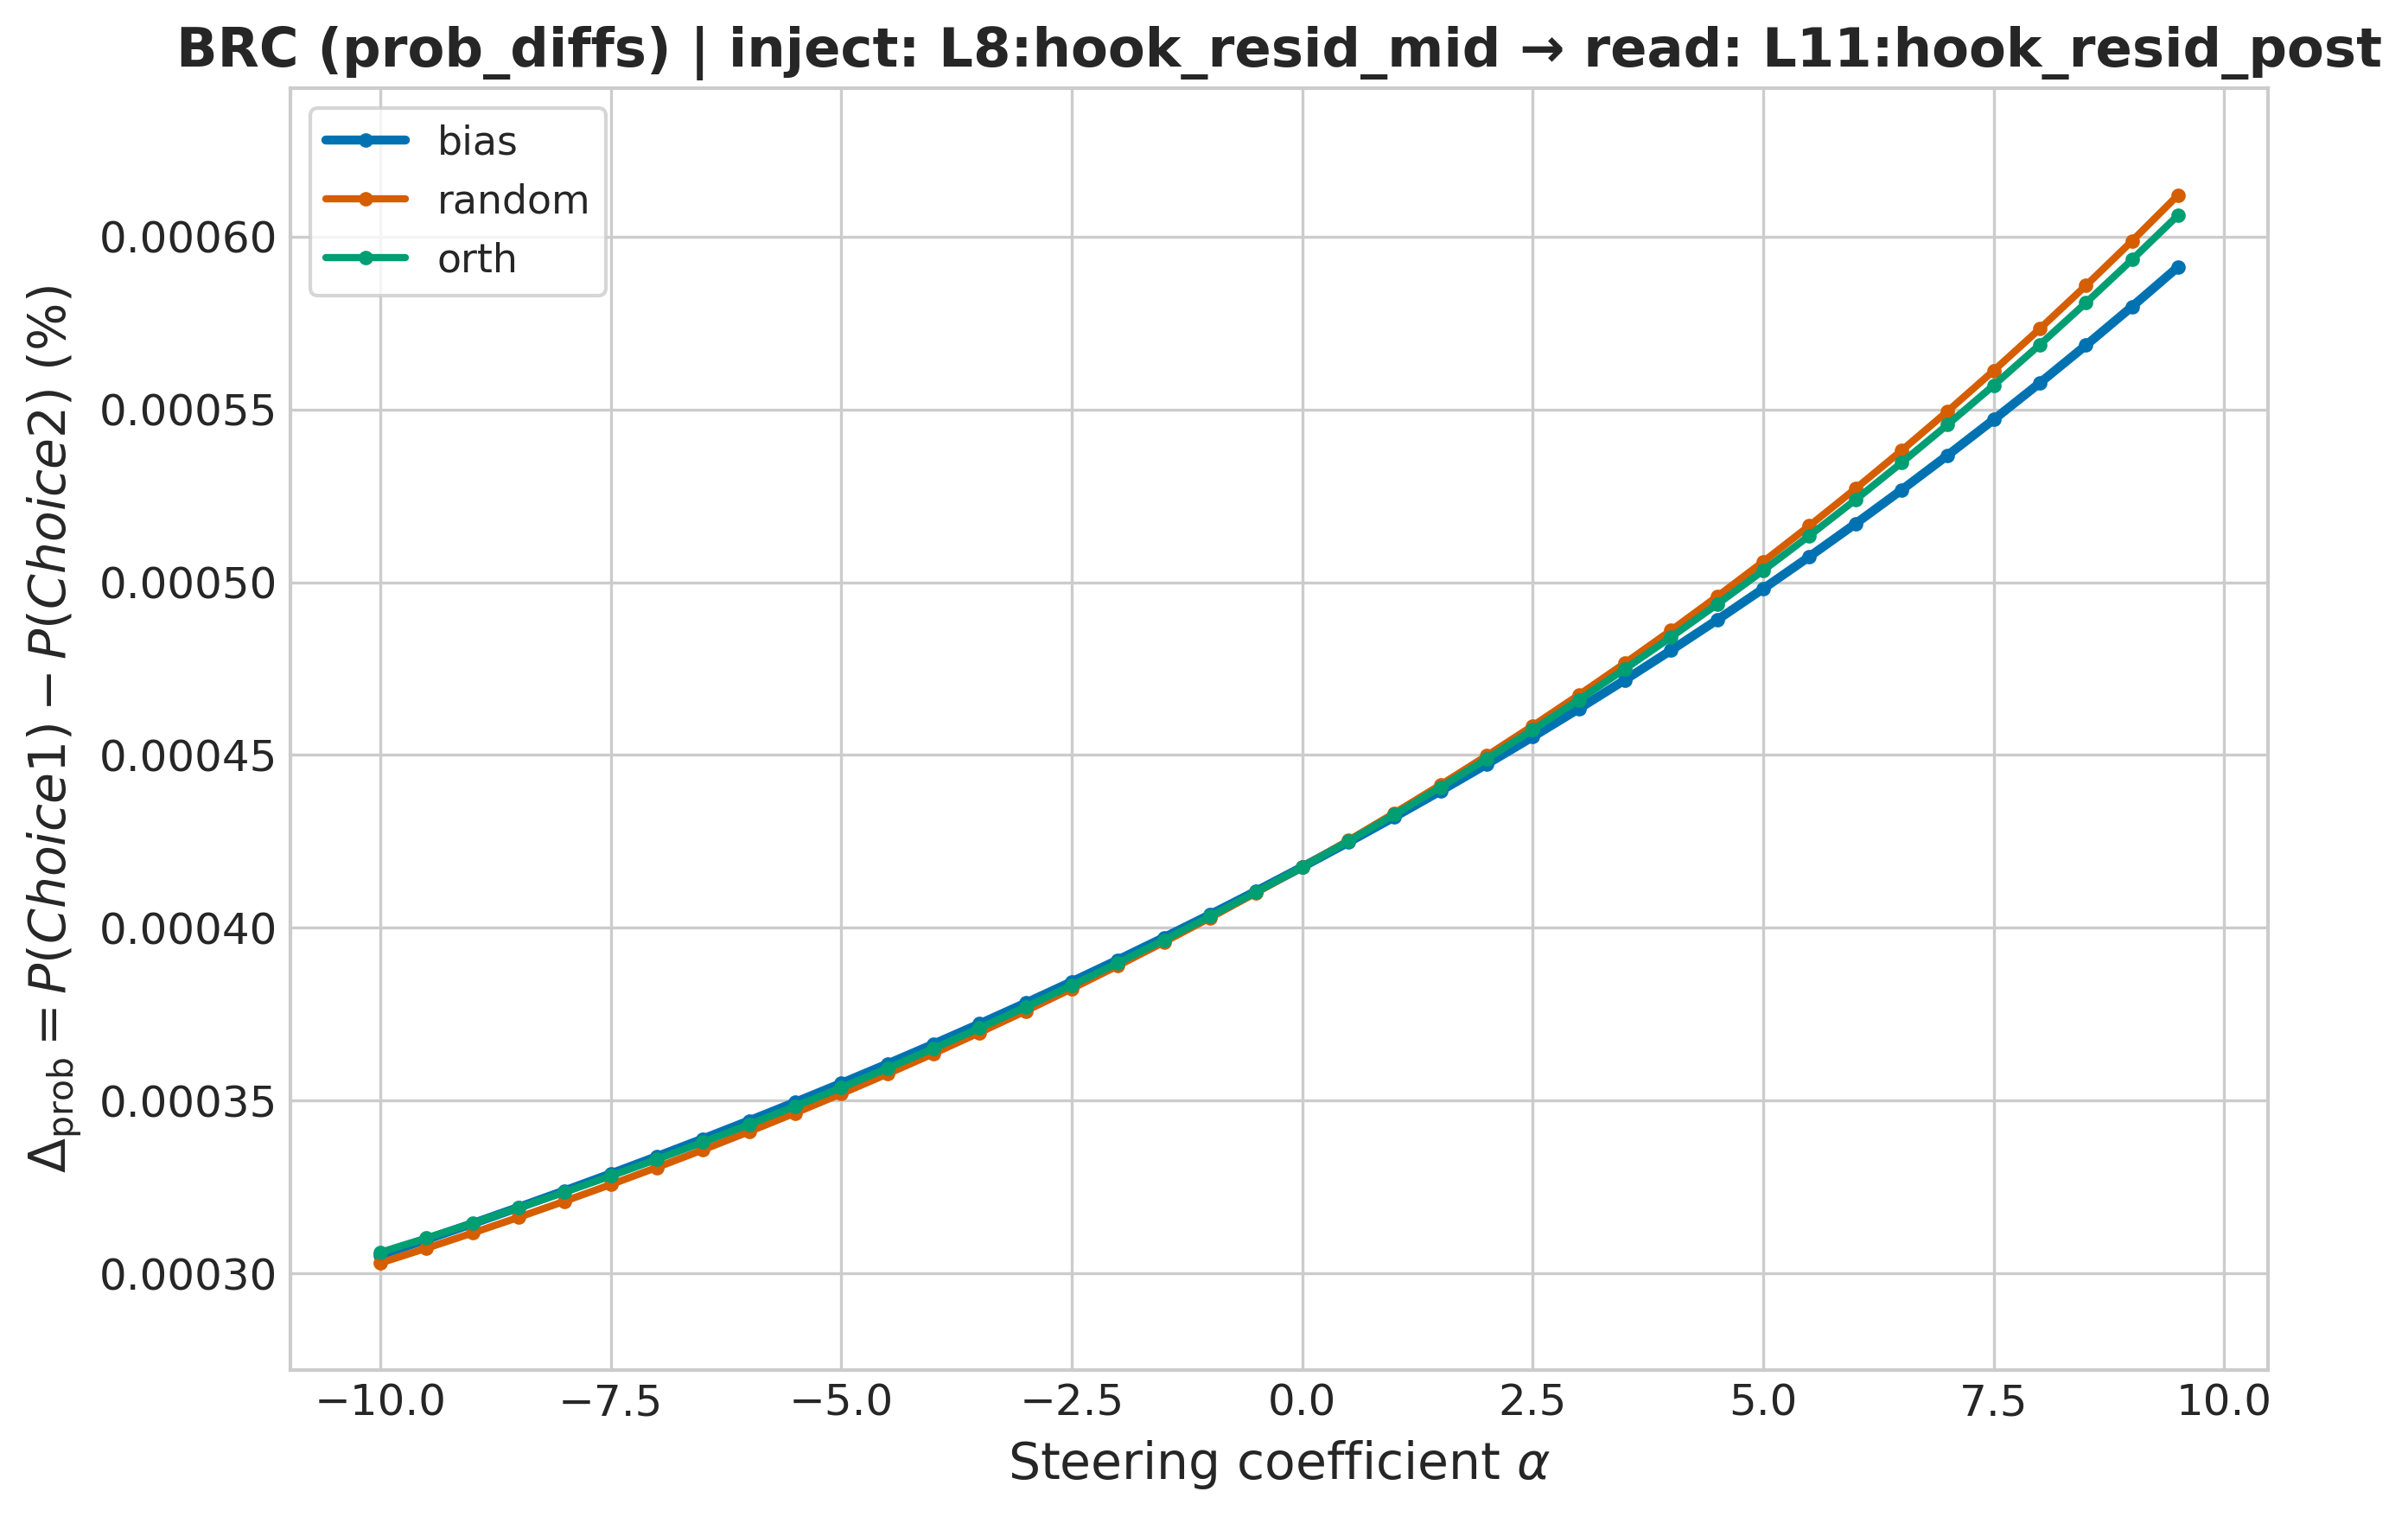 BRC (prob_diffs) | inject: L8:hook_resid_mid → read: L11:hook_resid_post
bias
random
orth
Δprob = P(Choice1) − P(Choice2) (%)
0.00060
0.00055
0.00050
0.00045
0.00040
0.00035
0.00030
−10.0 −7.5 −5.0 −2.5 0.0 2.5 5.0 7.5 10.0
Steering coefficient α